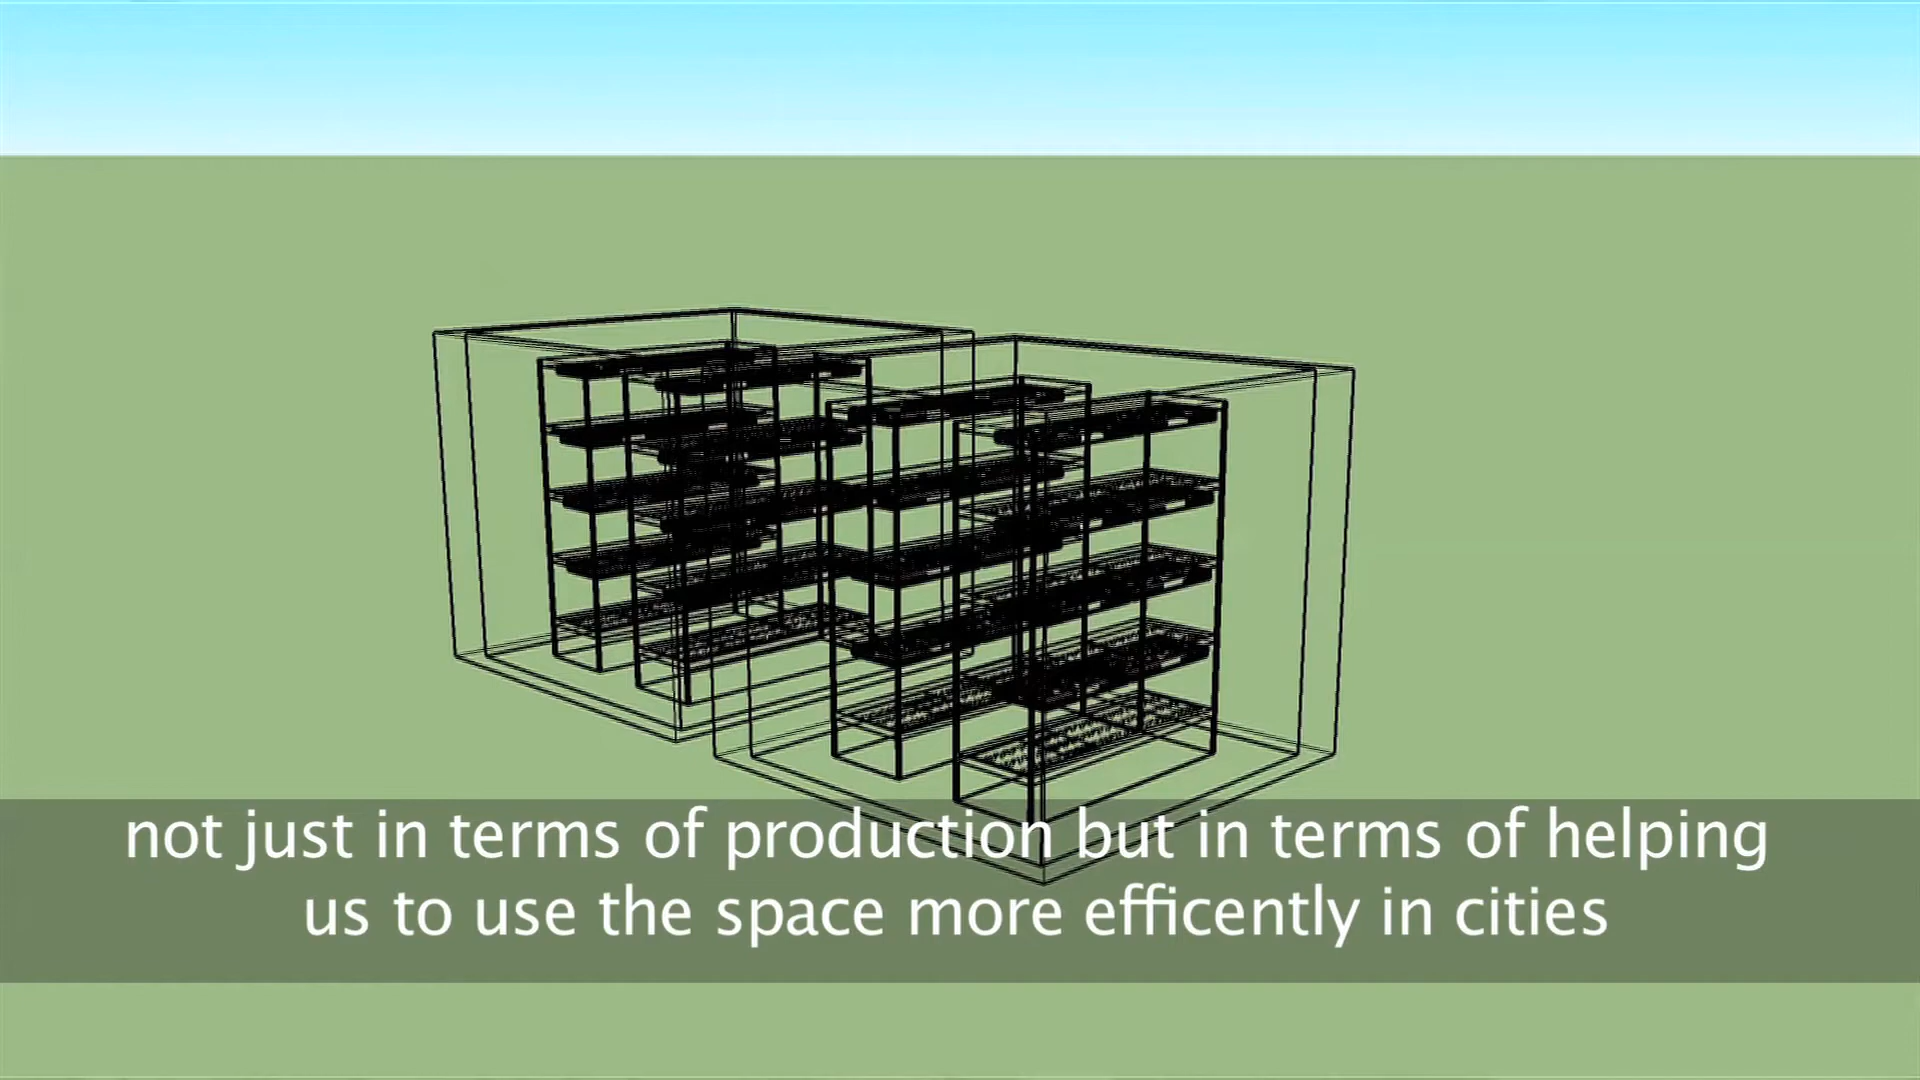 not just in terms of production but in terms of helping
us to use the space more efficently in cities